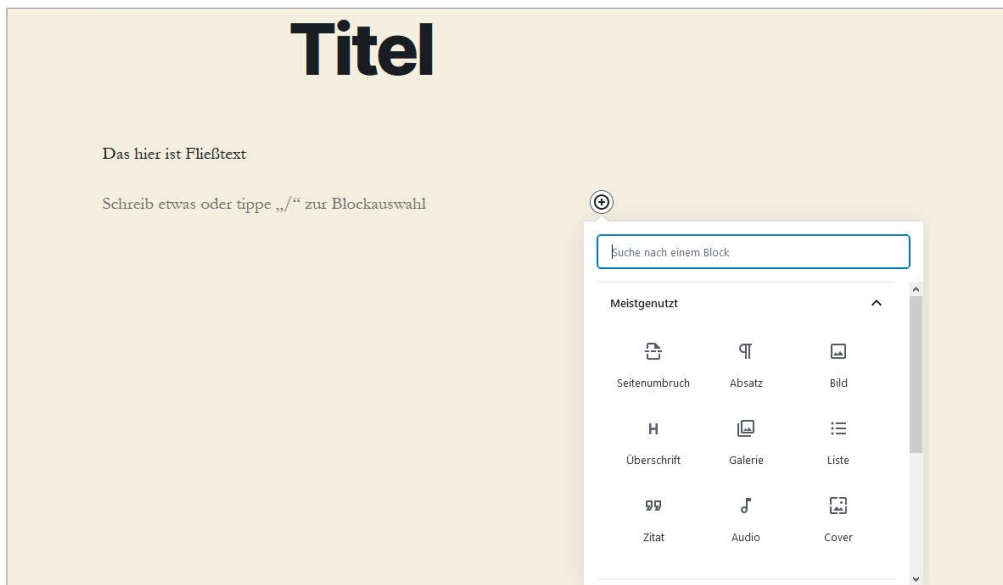 Titel
Das hier ist Fließtext
Schreib etwas oder tippe „/“ zur Blockauswahl
Suche nach einem Block
Meistgenutzt
Seitenumbruch Absatz Bild
Überschrift Galerie Liste
Zitat Audio Cover